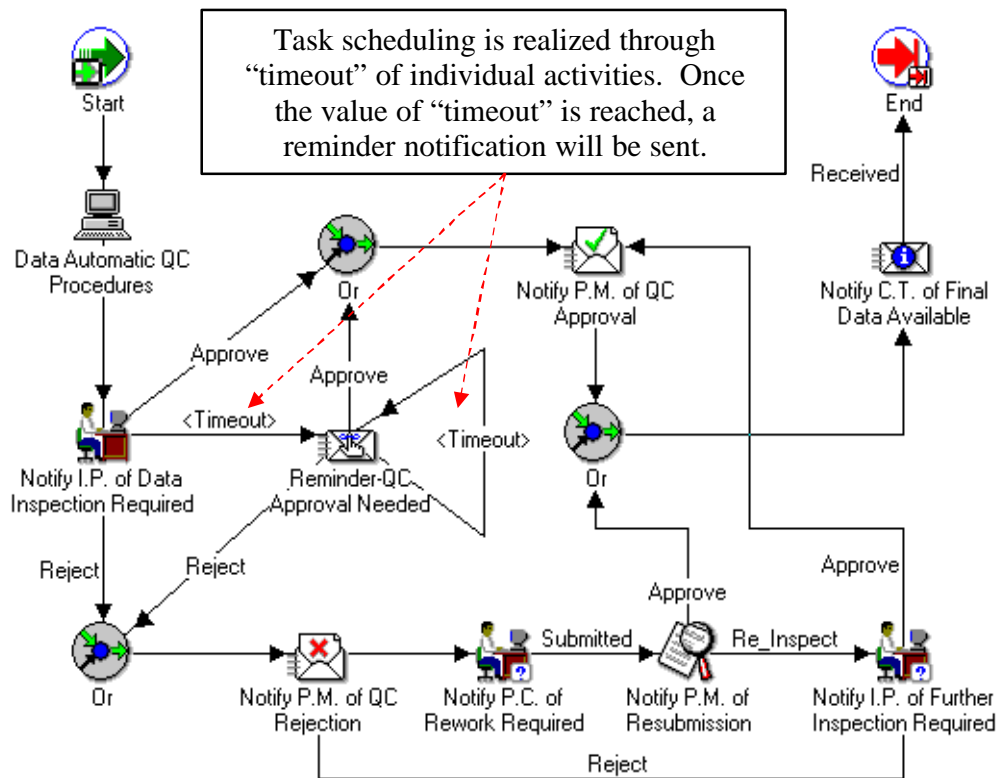 Task scheduling is realized through
“timeout” of individual activities.  Once
the value of “timeout” is reached, a
reminder notification will be sent.
Start
End
Received
Data Automatic QC
Procedures
Or
Notify P.M. of QC
Approval
Notify C.T. of Final
Data Available
Approve
Approve
<Timeout>
<Timeout>
Notify I.P. of Data
Inspection Required
Reminder-QC
Approval Needed
Or
Reject
Reject
Approve
Approve
Or
Submitted
Re_Inspect
Notify P.M. of QC
Rejection
Notify P.C. of
Rework Required
Notify P.M. of
Resubmission
Notify I.P. of Further
Inspection Required
Reject